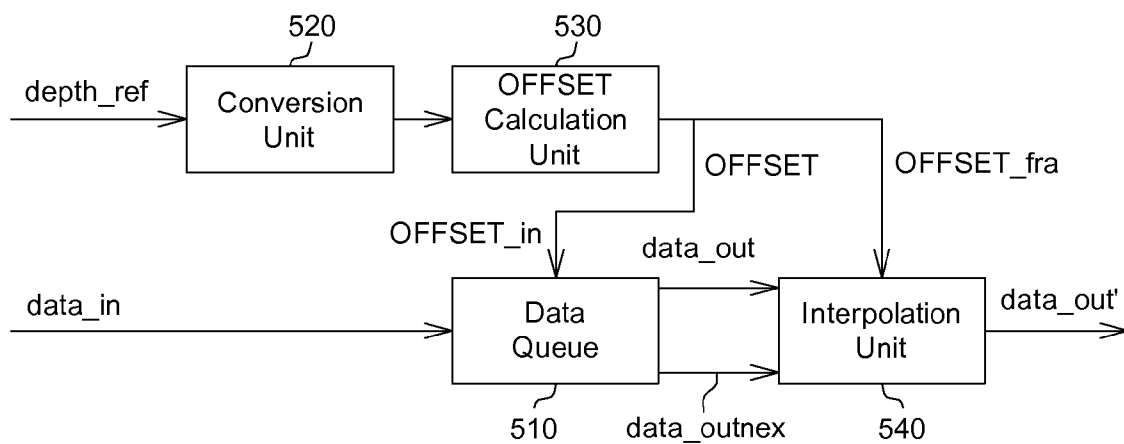 520
530
depth_ref
Conversion
Unit
OFFSET
Calculation
Unit
OFFSET
OFFSET_fra
OFFSET_in
data_out
data_in
Data
Queue
Interpolation
Unit
data_out'
510
data_outnex
540